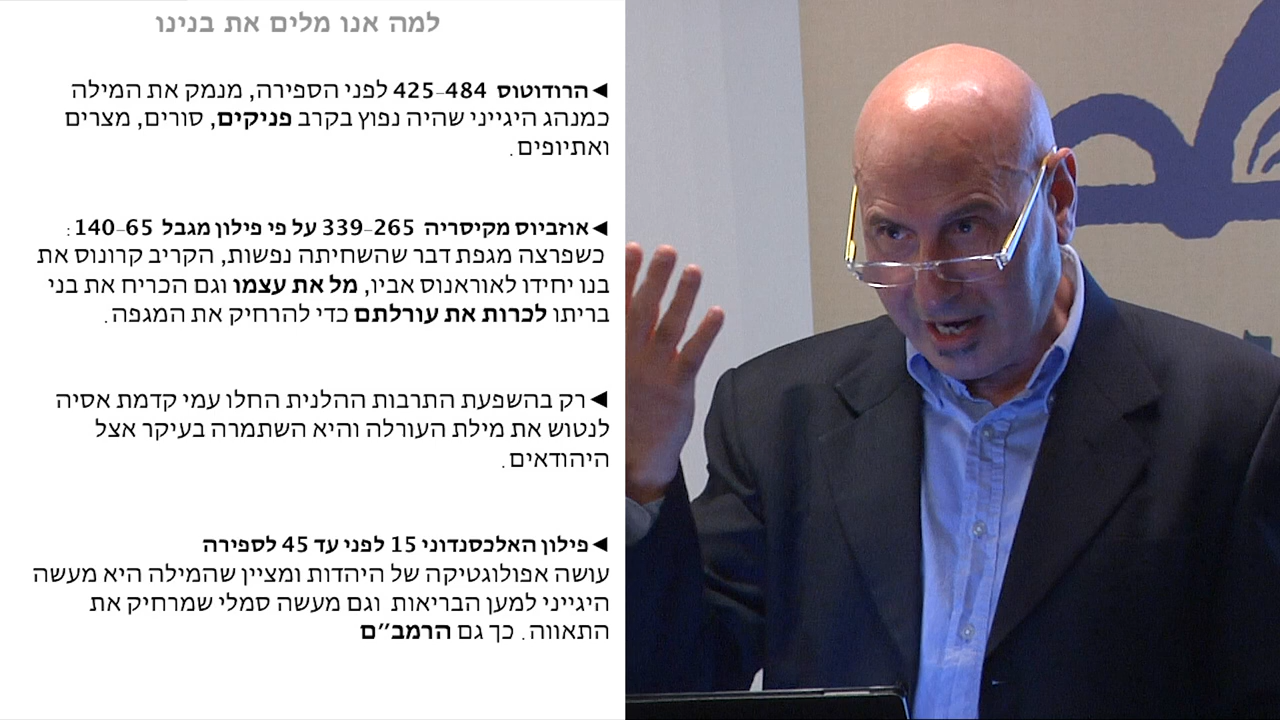 למה אנו מלים את בנינו
◄הרודוטוס 425-484 לפני הספירה, מנמק את המילה
כמנהג היגייני שהיה נפוץ בקרב פניקים, סורים, מצרים
ואתיופים.
◄אוזביוס מקיסריה 339-265 על פי פילון מגבל 140-65:
כשפרצה מגפת דבר שהשחיתה נפשות, הקריב קרונוס את
בנו יחידו לאוראנוס אביו, מל את עצמו וגם הכריח את בני
בריתו לכרות את עורלתם כדי להרחיק את המגפה.
◄רק בהשפעת התרבות ההלנית החלו עמי קדמת אסיה
לנטוש את מילת העורלה והיא השתמרה בעיקר אצל
היהודאים.
◄פילון האלכסנדוני 15 לפני עד 45 לספירה
עושה אפולוגטיקה של היהדות ומציין שהמילה היא מעשה
היגייני למען הבריאות וגם מעשה סמלי שמרחיק את
התאווה. כך גם הרמב״ם